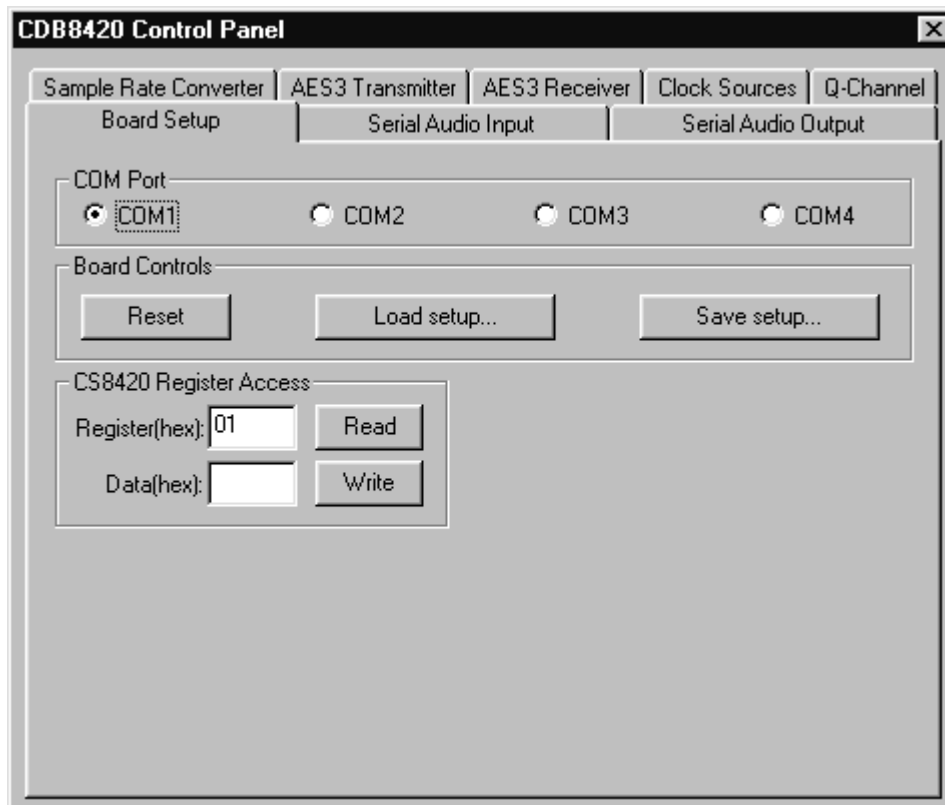 CDB8420 Control Panel
Sample Rate Converter AES3 Transmitter AES3 Receiver Clock Sources Q-Channel
Board Setup Serial Audio Input Serial Audio Output
COM Port
COM1 COM2 COM3 COM4
Board Controls
Reset Load setup... Save setup...
CS8420 Register Access
Register(hex): 01 Read
Data(hex): Write